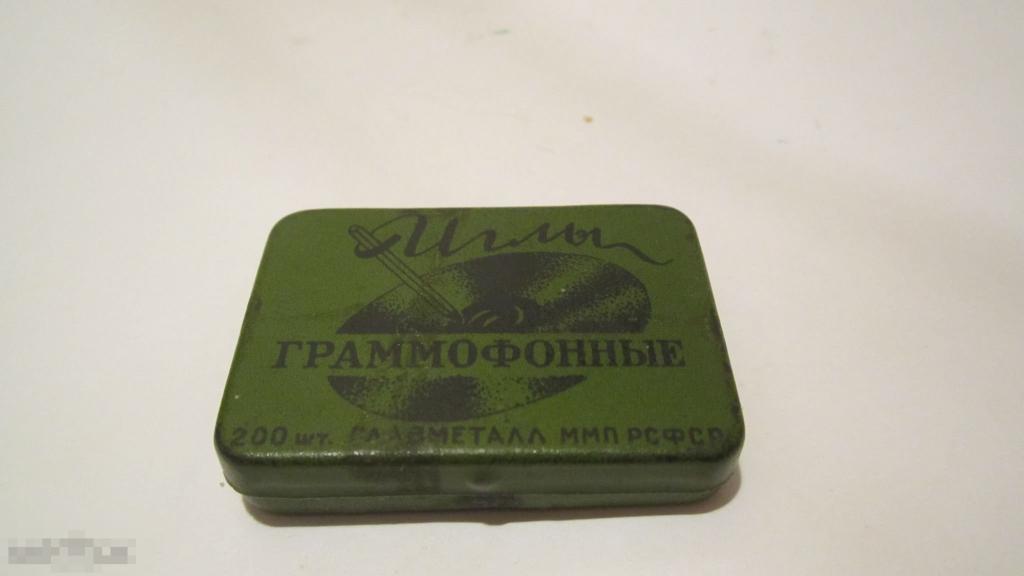 Иглы
ГРАММОФОННЫЕ
200 шт. ГЛАВМЕТАЛЛ ММП РСФСР